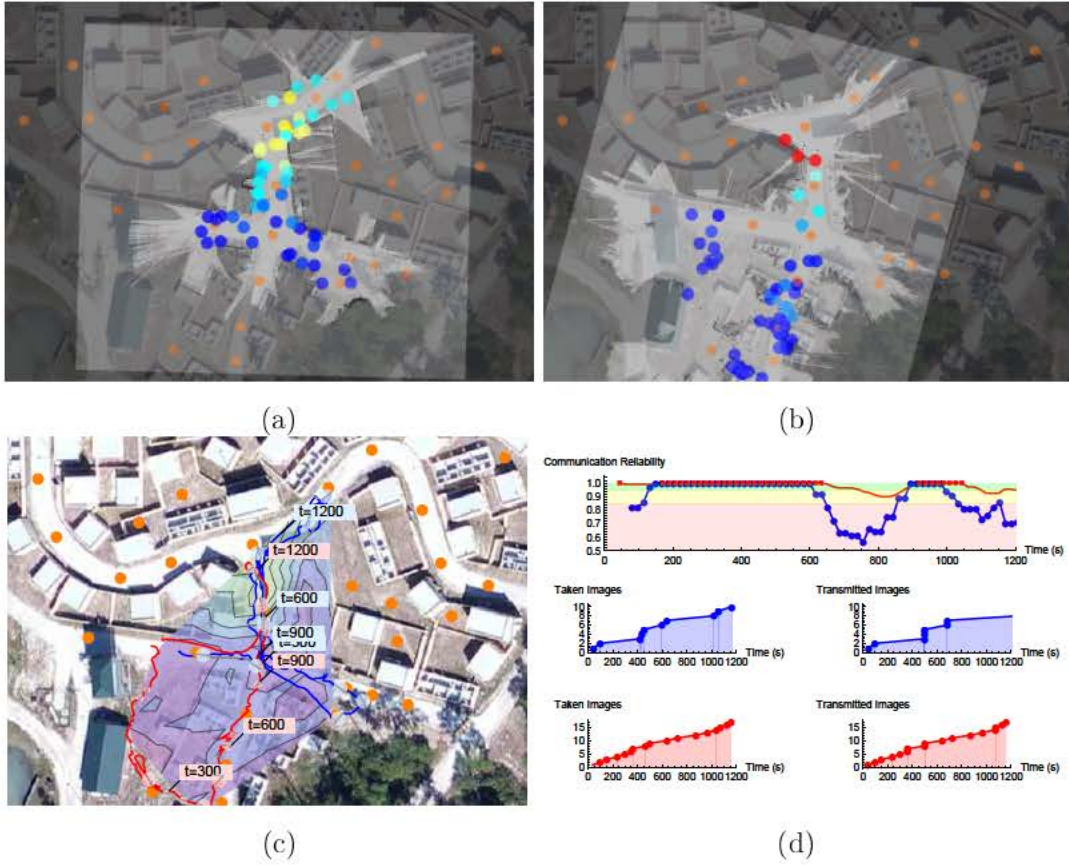 (a)
(b)
t=1200
t=1200
t=600
t=900
t=900
t=600
t=300
(c)
Communication Reliability
1.0
0.9
0.8
0.7
0.6
0.5
0 200 400 600 800 1000 1200 Time (s)
Taken Images
10
8
6
4
2
0
0 200 400 600 800 1000 1200
Time (s)
Transmitted Images
10
8
6
4
2
0
0 200 400 600 800 1000 1200
Time (s)
Taken Images
15
10
5
0
0 200 400 600 800 1000 1200
Time (s)
Transmitted Images
15
10
5
0
0 200 400 600 800 1000 1200
Time (s)
(d)